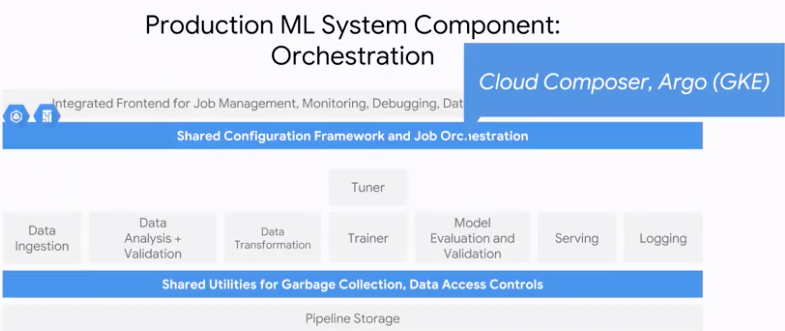 Production ML System Component:
Orchestration
Cloud Composer, Argo (GKE)
Integrated Frontend for Job Management, Monitoring, Debugging, Dat
Shared Configuration Framework and Job Orchestration
Tuner
Data
Ingestion
Data
Analysis +
Validation
Data
Transformation
Trainer
Model
Evaluation and
Validation
Serving
Logging
Shared Utilities for Garbage Collection, Data Access Controls
Pipeline Storage